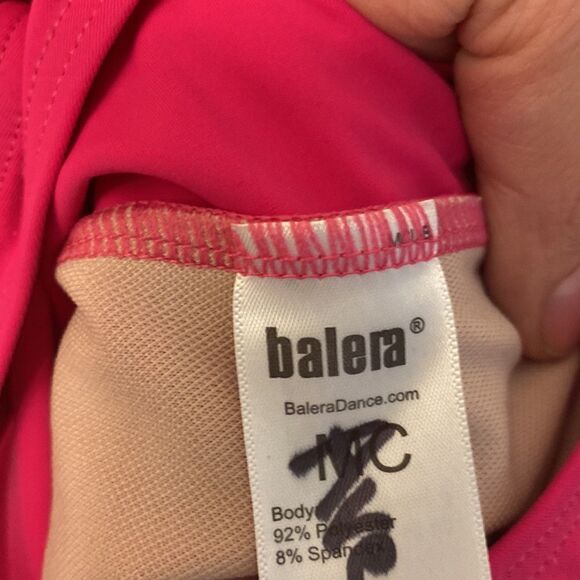 balera®
BaleraDance.com
MC
Body
92% Polyester
8% Spandex